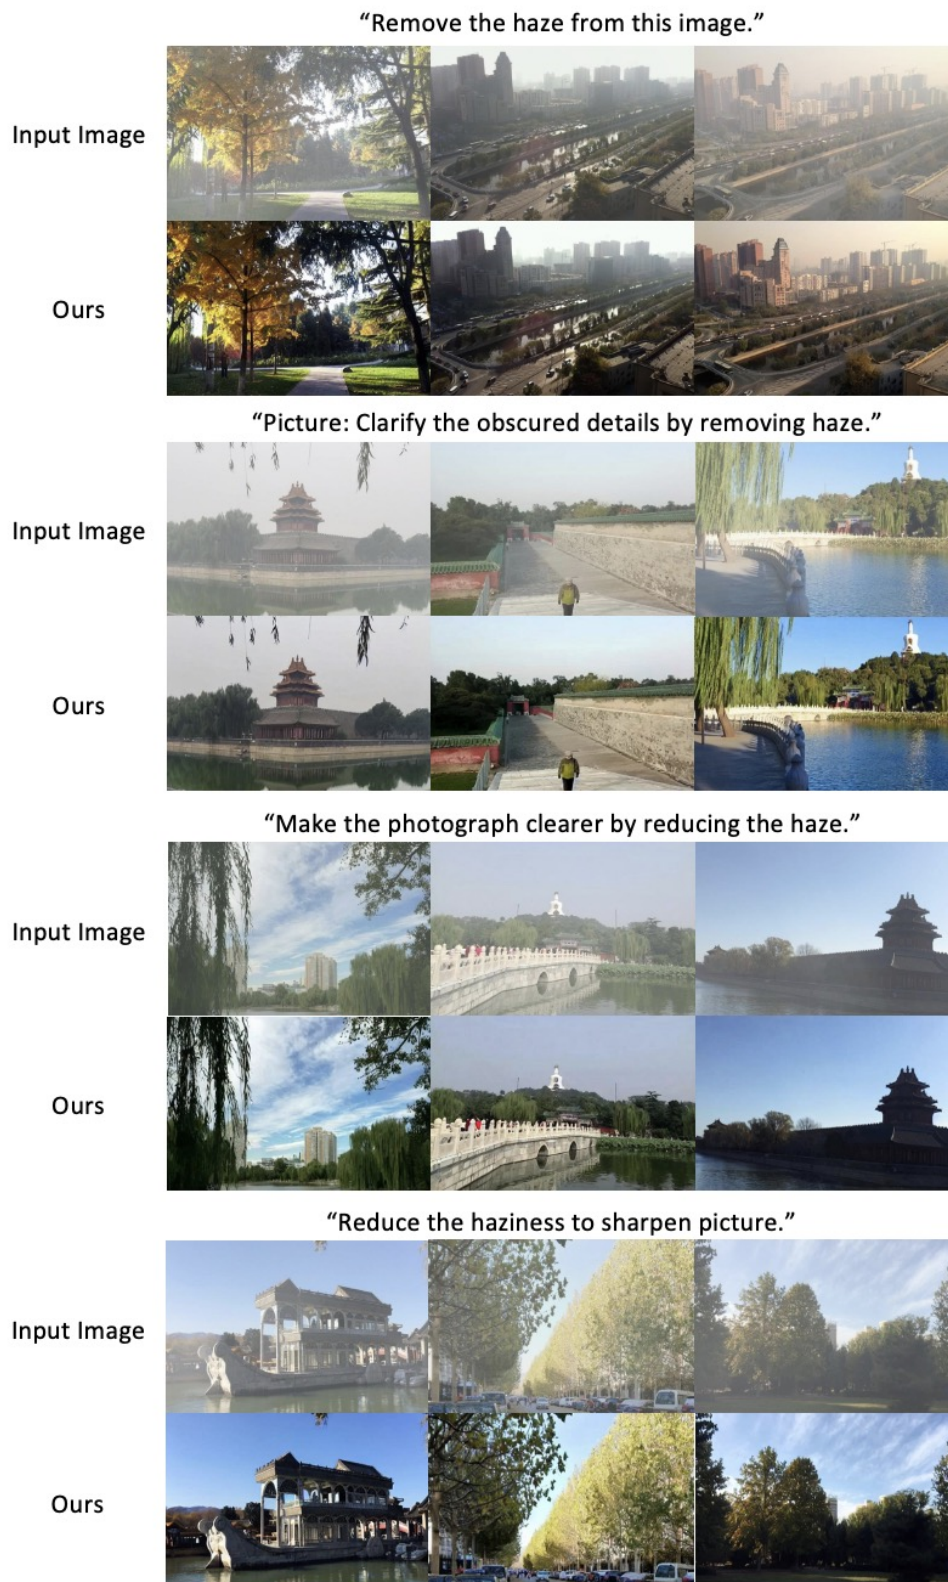 “Remove the haze from this image.”
Input Image
Ours
“Picture: Clarify the obscured details by removing haze.”
Input Image
Ours
“Make the photograph clearer by reducing the haze.”
Input Image
Ours
“Reduce the haziness to sharpen picture.”
Input Image
Ours